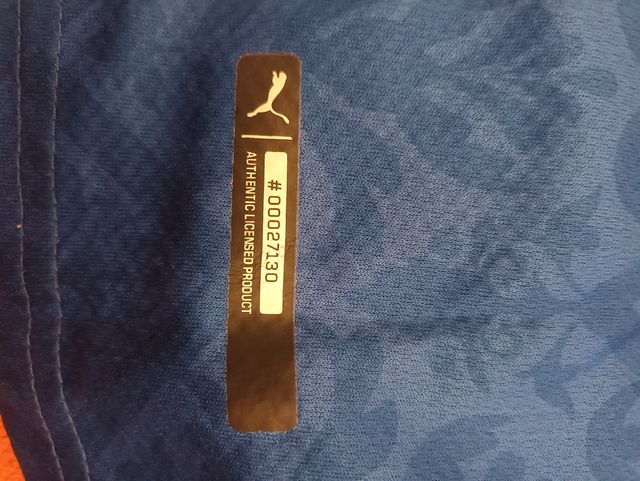 #00027130
AUTHENTIC LICENSED PRODUCT